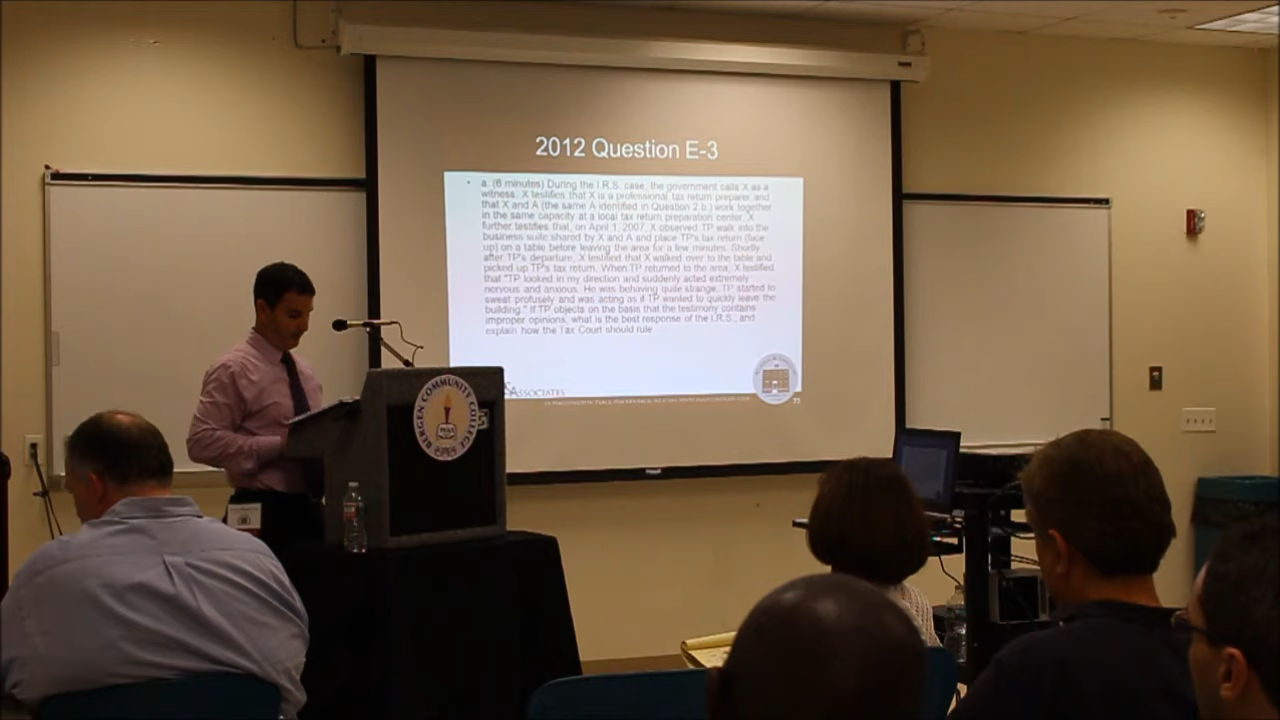 2012 Question E-3
• a. (6 minutes) During the I.R.S. case, the government calls X as a
witness. X testifies that X is a professional tax return preparer and
that X and A (the same A identified in Question 2.b.) work together
in the same capacity at a local tax return preparation center. X
further testifies that, on April 1, 2007, X observed TP walk into the
business suite shared by X and A and place TP's tax return (face
up) on a table before leaving the area for a few minutes. Shortly
after TP's departure, X testified that X walked over to the table and
picked up TP's tax return. When TP returned to the area, X testified
that "TP looked in my direction and suddenly acted extremely
nervous and anxious. He was behaving quite strange. TP started to
sweat profusely and was acting as if TP wanted to quickly leave the
building." If TP objects on the basis that the testimony contains
improper opinions, what is the best response of the I.R.S., and
explain how the Tax Court should rule.
& ASSOCIATES
BERGEN COMMUNITY COLLEGE